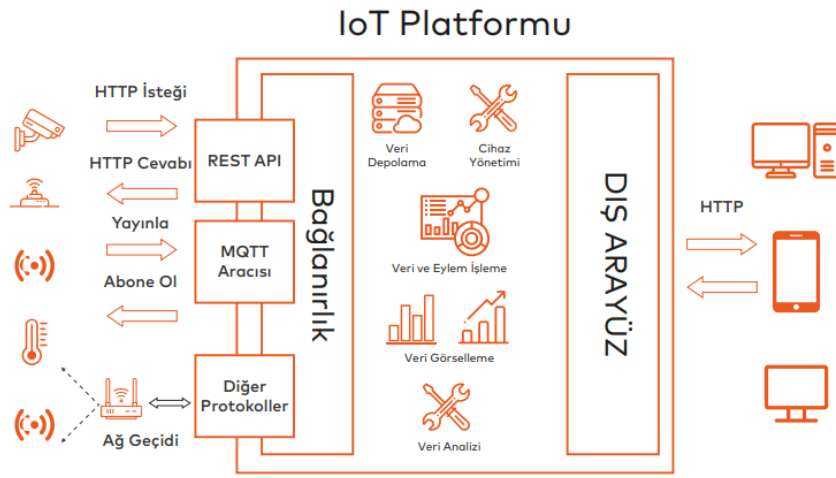 IoT Platformu
HTTP İsteği
HTTP Cevabı
Yayınla
Abone Ol
Ağ Geçidi
REST API
MQTT
Aracısı
Diğer
Protokoller
Bağlanırlık
Veri
Depolama
Cihaz
Yönetimi
Veri ve Eylem İşleme
Veri Görselleme
Veri Analizi
DIŞ ARAYÜZ
HTTP